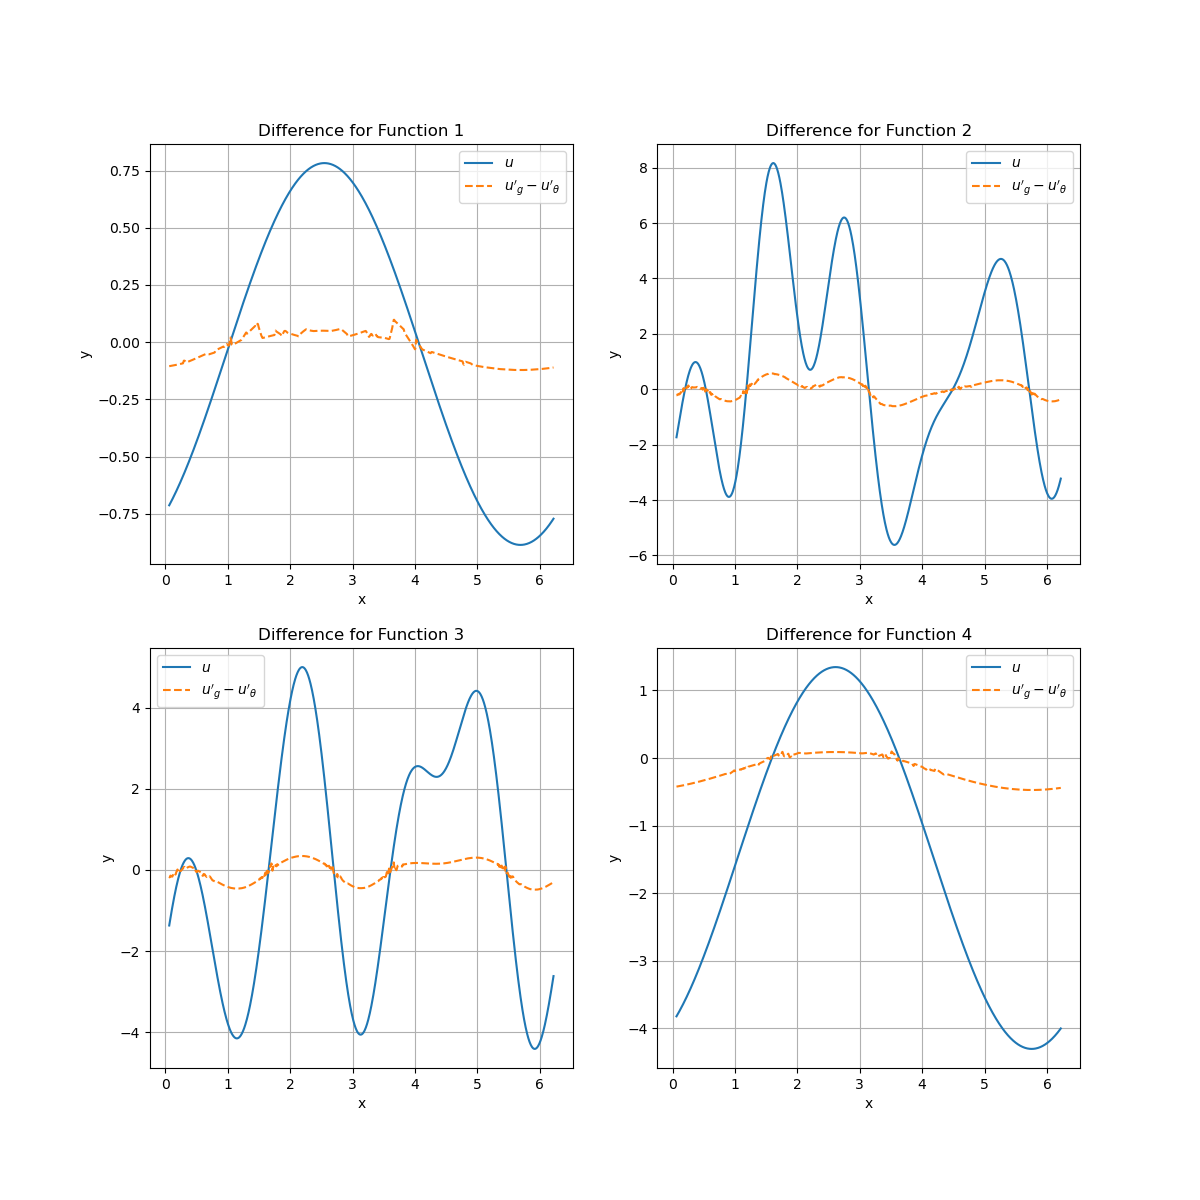 Difference for Function 1
u
u'g − u'θ
y
0.75
0.50
0.25
0.00
−0.25
−0.50
−0.75
0 1 2 3 4 5 6
x
Difference for Function 2
u
u'g − u'θ
y
8
6
4
2
0
−2
−4
−6
0 1 2 3 4 5 6
x
Difference for Function 3
u
u'g − u'θ
y
4
2
0
−2
−4
0 1 2 3 4 5 6
x
Difference for Function 4
u
u'g − u'θ
y
1
0
−1
−2
−3
−4
0 1 2 3 4 5 6
x